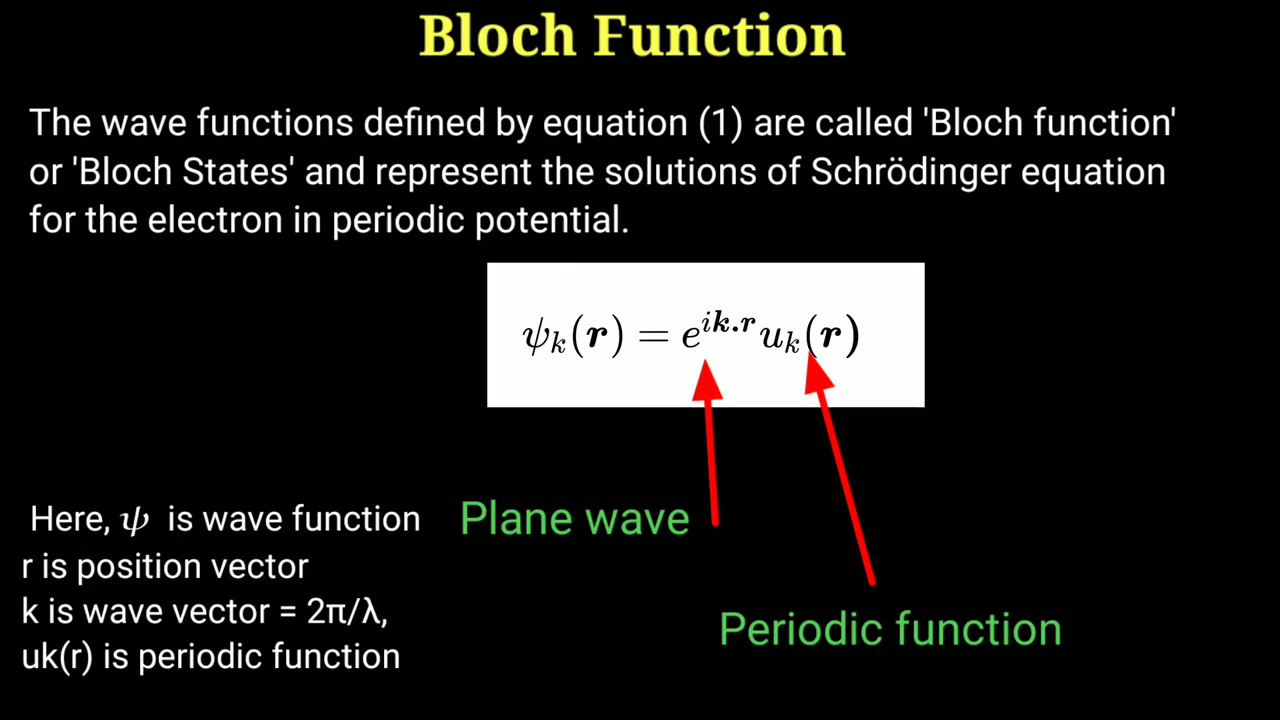 Bloch Function
The wave functions defined by equation (1) are called 'Bloch function'
or 'Bloch States' and represent the solutions of Schrödinger equation
for the electron in periodic potential.
ψₖ(r) = e^{ik.r} uₖ(r)
Here, ψ is wave function
Plane wave
r is position vector
k is wave vector = 2π/λ,
Periodic function
uk(r) is periodic function